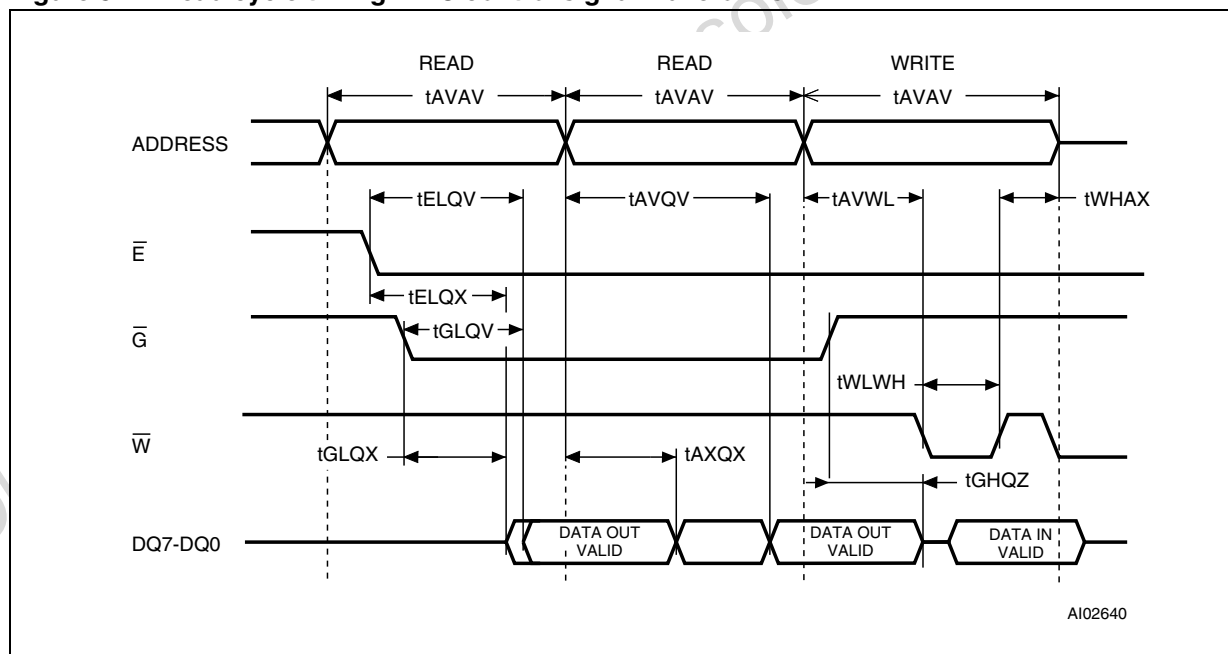 READ READ WRITE
tAVAV tAVAV tAVAV
ADDRESS
tELQV tAVQV tAVWL tWHAX
E̅
tELQX
G̅ tGLQV
tWLWH
W̅
tGLQX tAXQX
tGHQZ
DQ7-DQ0 DATA OUT VALID DATA OUT VALID DATA IN VALID
AI02640